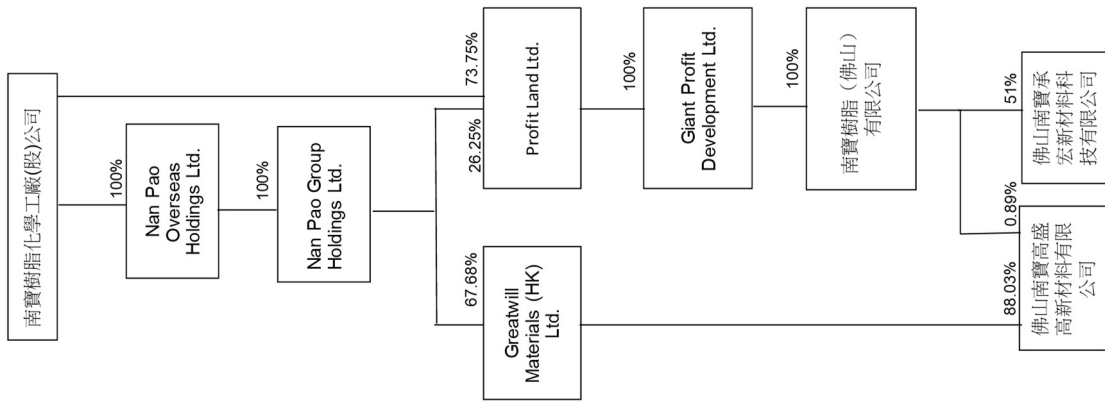 南寶樹脂化學工廠(股)公司
100%
Nan Pao
Overseas
Holdings Ltd.
100%
Nan Pao Group
Holdings Ltd.
67.68%
26.25%
73.75%
Greatwill
Materials (HK)
Ltd.
Profit Land Ltd.
100%
Giant Profit
Development Ltd.
100%
南寶樹脂（佛山）
有限公司
88.03%
0.89%
51%
佛山南寶高盛
高新材料有限
公司
佛山南寶承
宏新材料科
技有限公司